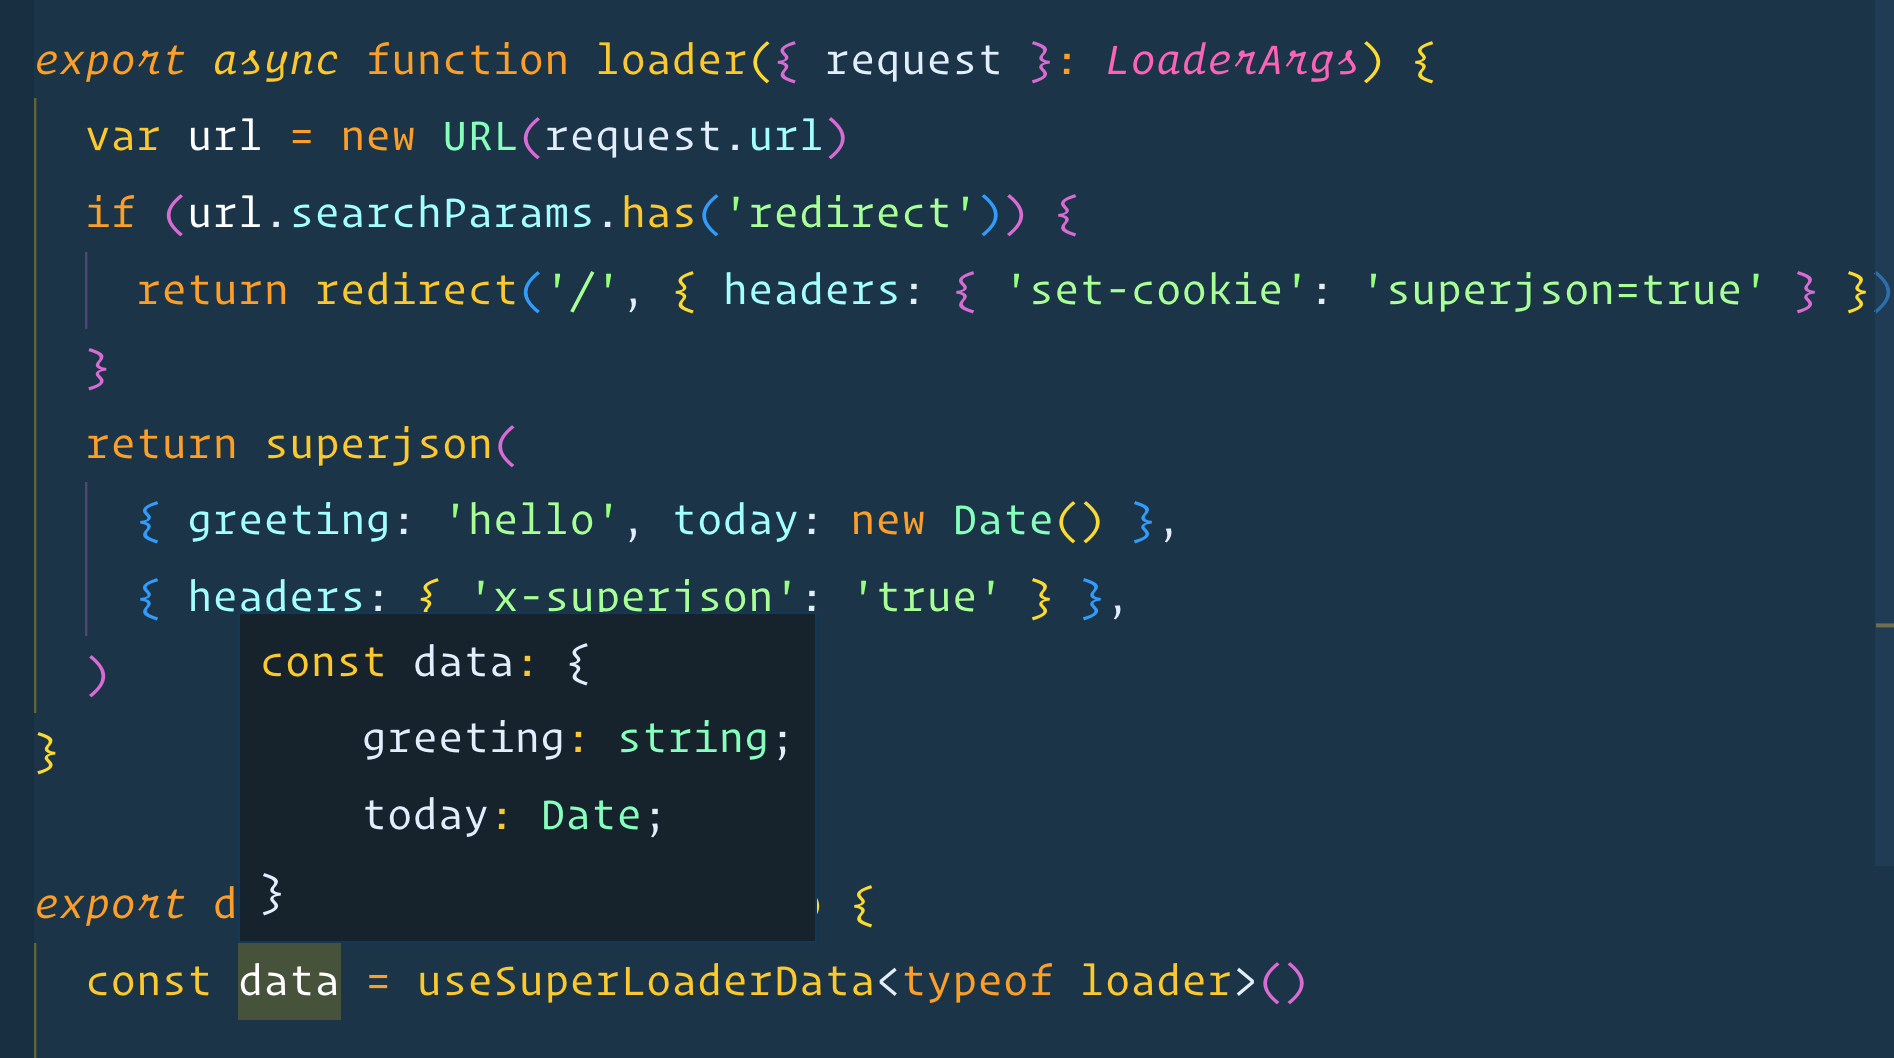 export async function loader({ request }: LoaderArgs) {
var url = new URL(request.url)
if (url.searchParams.has('redirect')) {
return redirect('/', { headers: { 'set-cookie': 'superjson=true' } })
}
return superjson(
{ greeting: 'hello', today: new Date() },
{ headers: { 'x-superjson': 'true' } },
)
}
const data: {
greeting: string;
today: Date;
}
export d ) {
const data = useSuperLoaderData<typeof loader>()